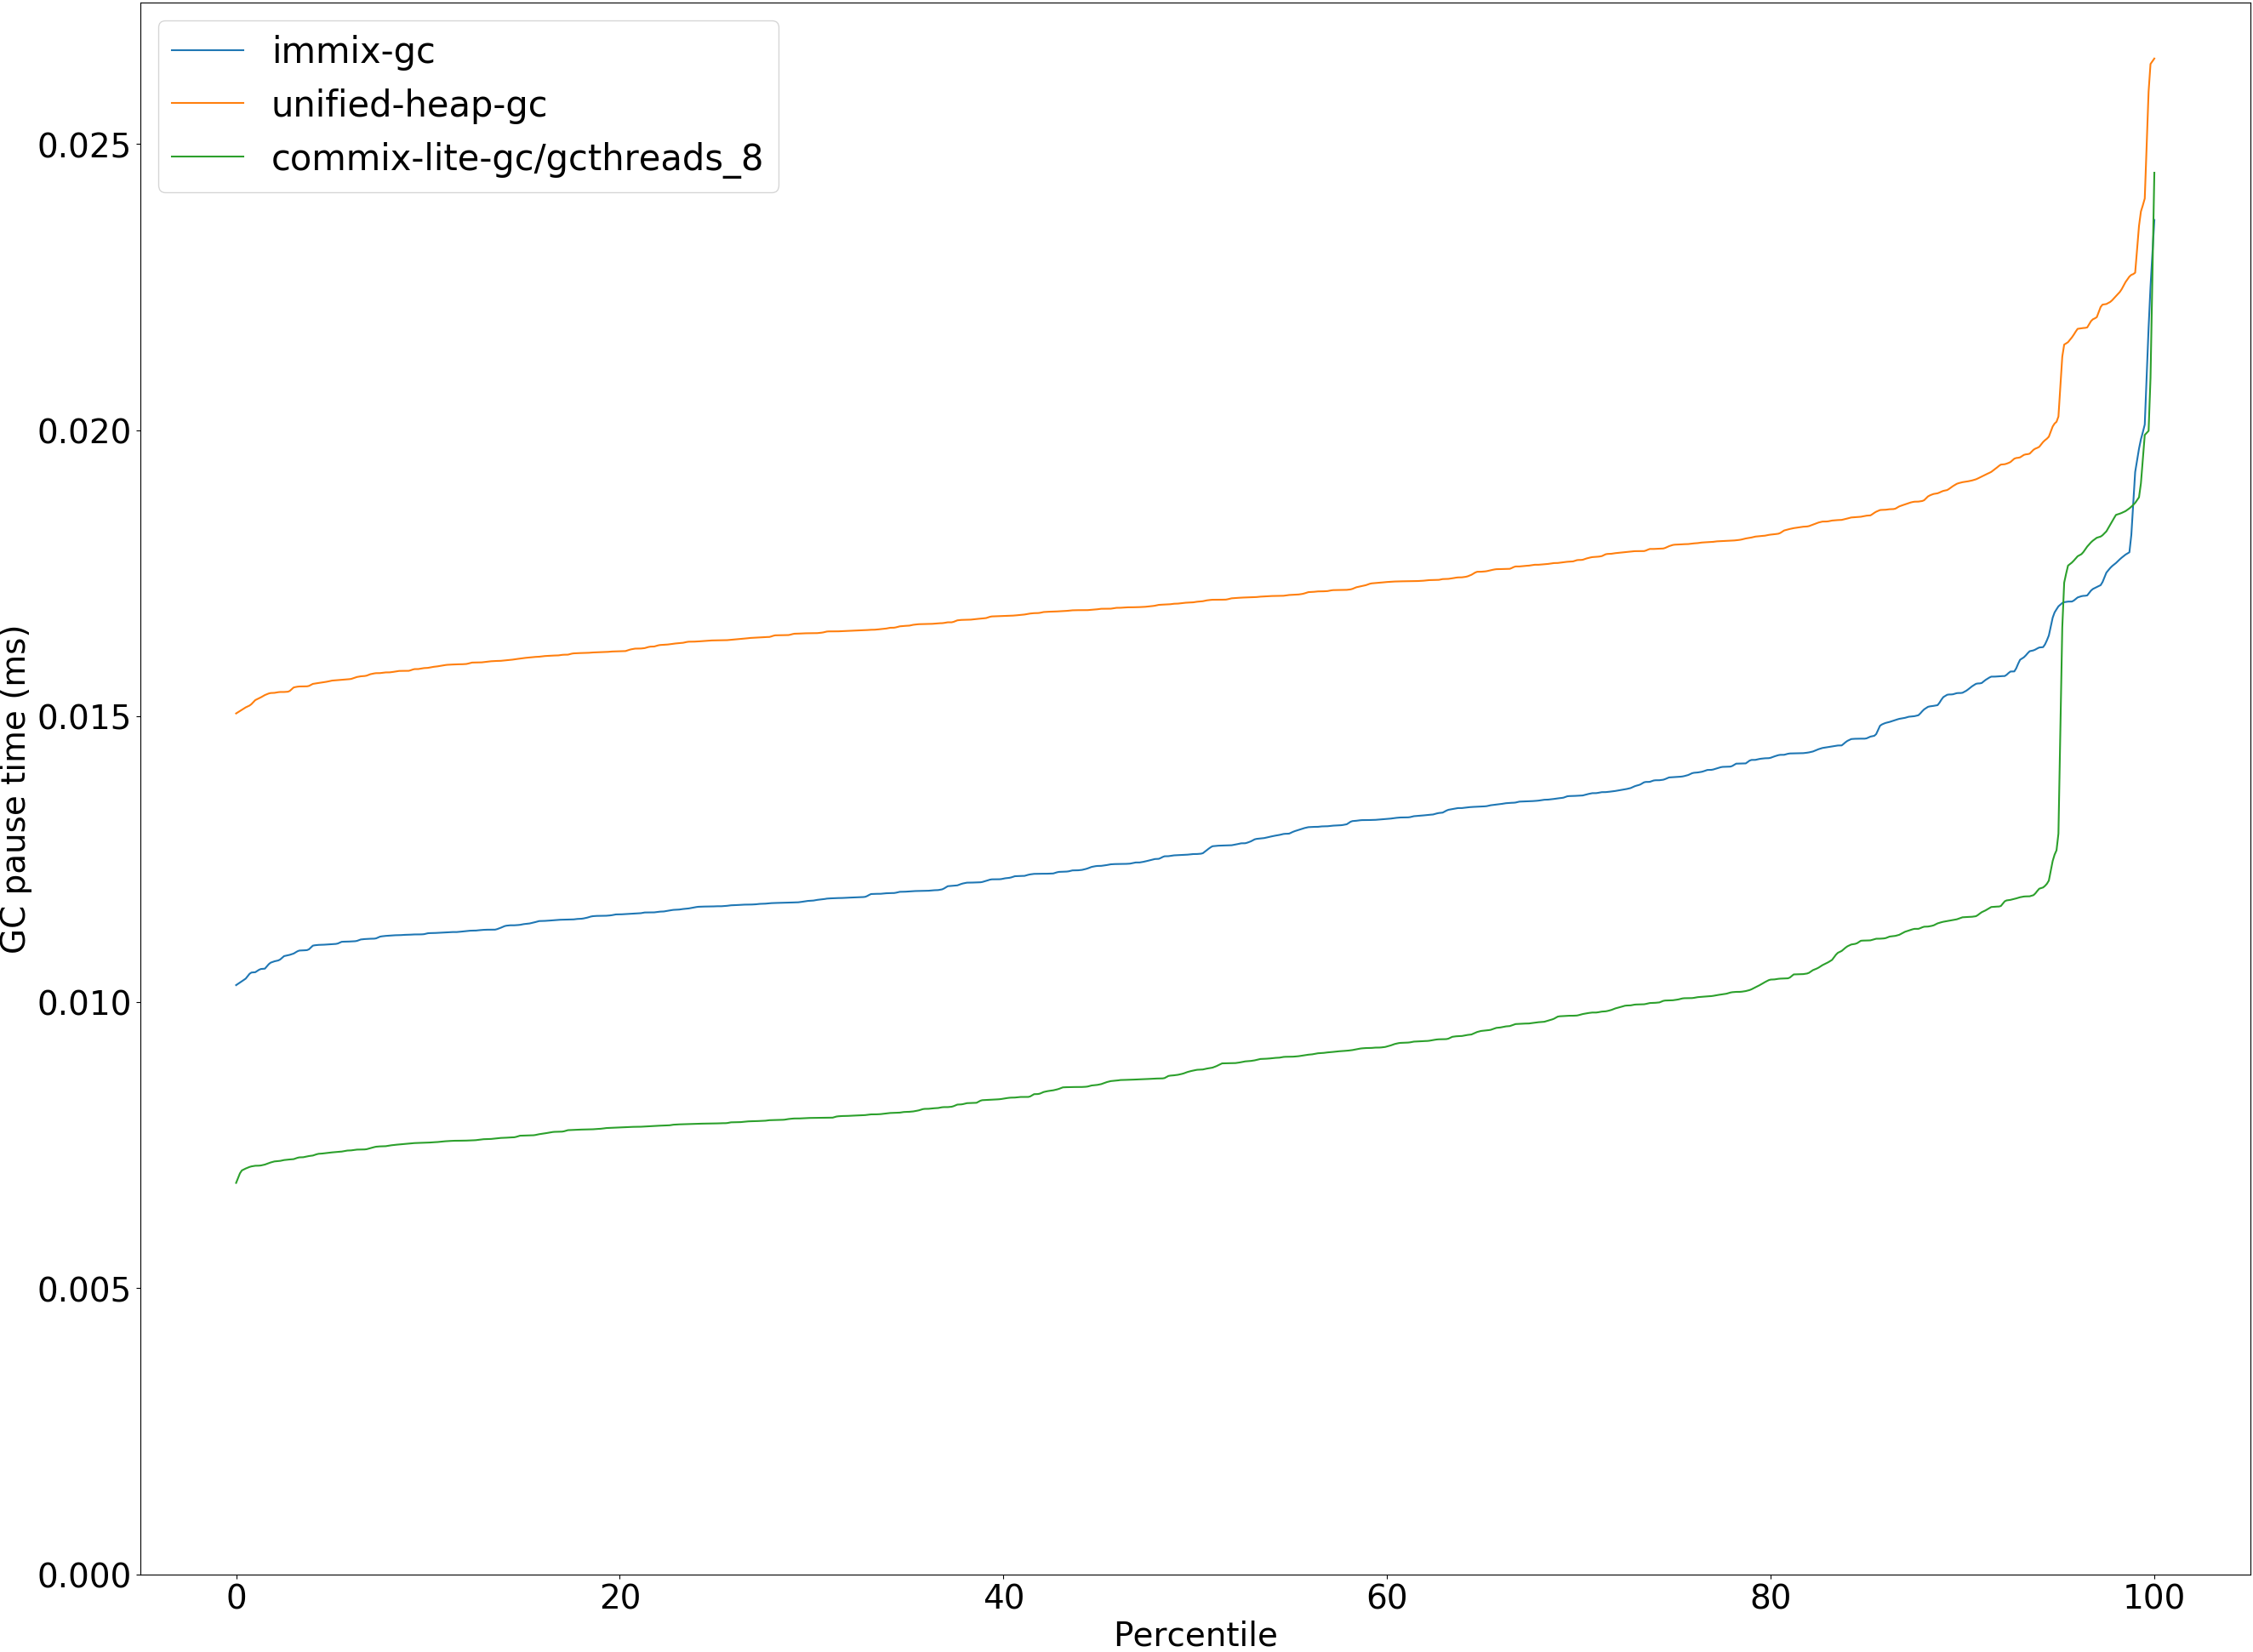 immix-gc
unified-heap-gc
commix-lite-gc/gcthreads_8
GC pause time (ms)
0.025
0.020
0.015
0.010
0.005
0.000
0 20 40 60 80 100
Percentile